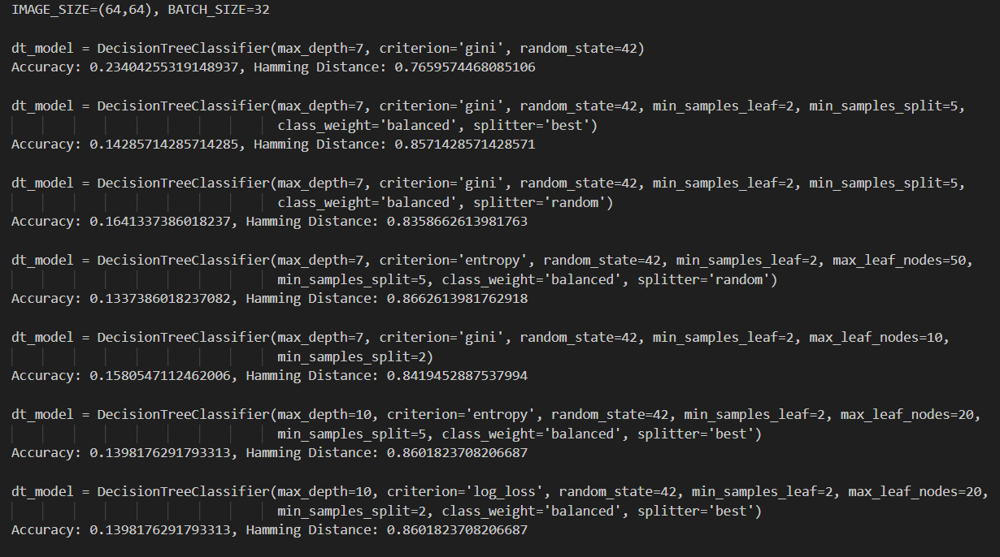 IMAGE_SIZE=(64,64), BATCH_SIZE=32
dt_model = DecisionTreeClassifier(max_depth=7, criterion='gini', random_state=42)
Accuracy: 0.23404255319148937, Hamming Distance: 0.7659574468085106
dt_model = DecisionTreeClassifier(max_depth=7, criterion='gini', random_state=42, min_samples_leaf=2, min_samples_split=5,
class_weight='balanced', splitter='best')
Accuracy: 0.14285714285714285, Hamming Distance: 0.8571428571428571
dt_model = DecisionTreeClassifier(max_depth=7, criterion='gini', random_state=42, min_samples_leaf=2, min_samples_split=5,
class_weight='balanced', splitter='random')
Accuracy: 0.1641337386018237, Hamming Distance: 0.8358662613981763
dt_model = DecisionTreeClassifier(max_depth=7, criterion='entropy', random_state=42, min_samples_leaf=2, max_leaf_nodes=50,
min_samples_split=5, class_weight='balanced', splitter='random')
Accuracy: 0.1337386018237082, Hamming Distance: 0.8662613981762918
dt_model = DecisionTreeClassifier(max_depth=7, criterion='gini', random_state=42, min_samples_leaf=2, max_leaf_nodes=10,
min_samples_split=2)
Accuracy: 0.1580547112462006, Hamming Distance: 0.8419452887537994
dt_model = DecisionTreeClassifier(max_depth=10, criterion='entropy', random_state=42, min_samples_leaf=2, max_leaf_nodes=20,
min_samples_split=5, class_weight='balanced', splitter='best')
Accuracy: 0.1398176291793313, Hamming Distance: 0.8601823708206687
dt_model = DecisionTreeClassifier(max_depth=10, criterion='log_loss', random_state=42, min_samples_leaf=2, max_leaf_nodes=20,
min_samples_split=2, class_weight='balanced', splitter='best')
Accuracy: 0.1398176291793313, Hamming Distance: 0.8601823708206687